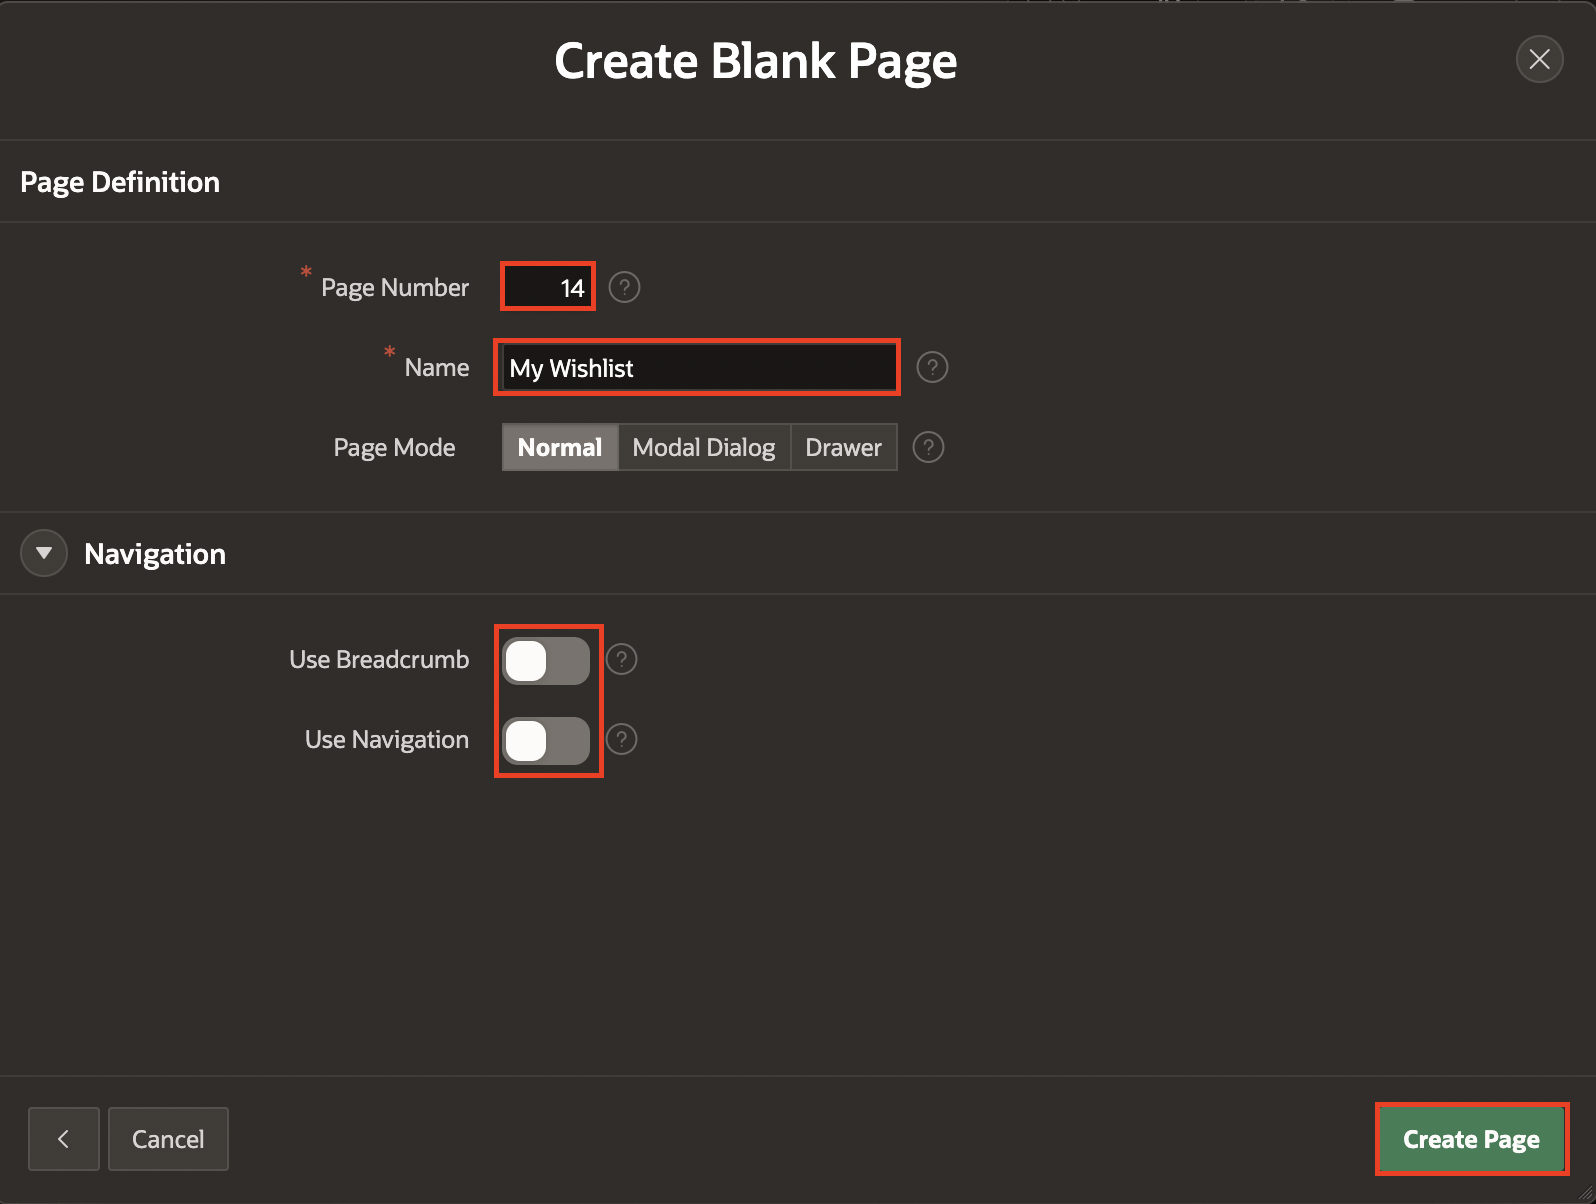 Create Blank Page
Page Definition
* Page Number 14 ?
* Name My Wishlist ?
Page Mode Normal Modal Dialog Drawer ?
Navigation
Use Breadcrumb ?
Use Navigation ?
Cancel Create Page